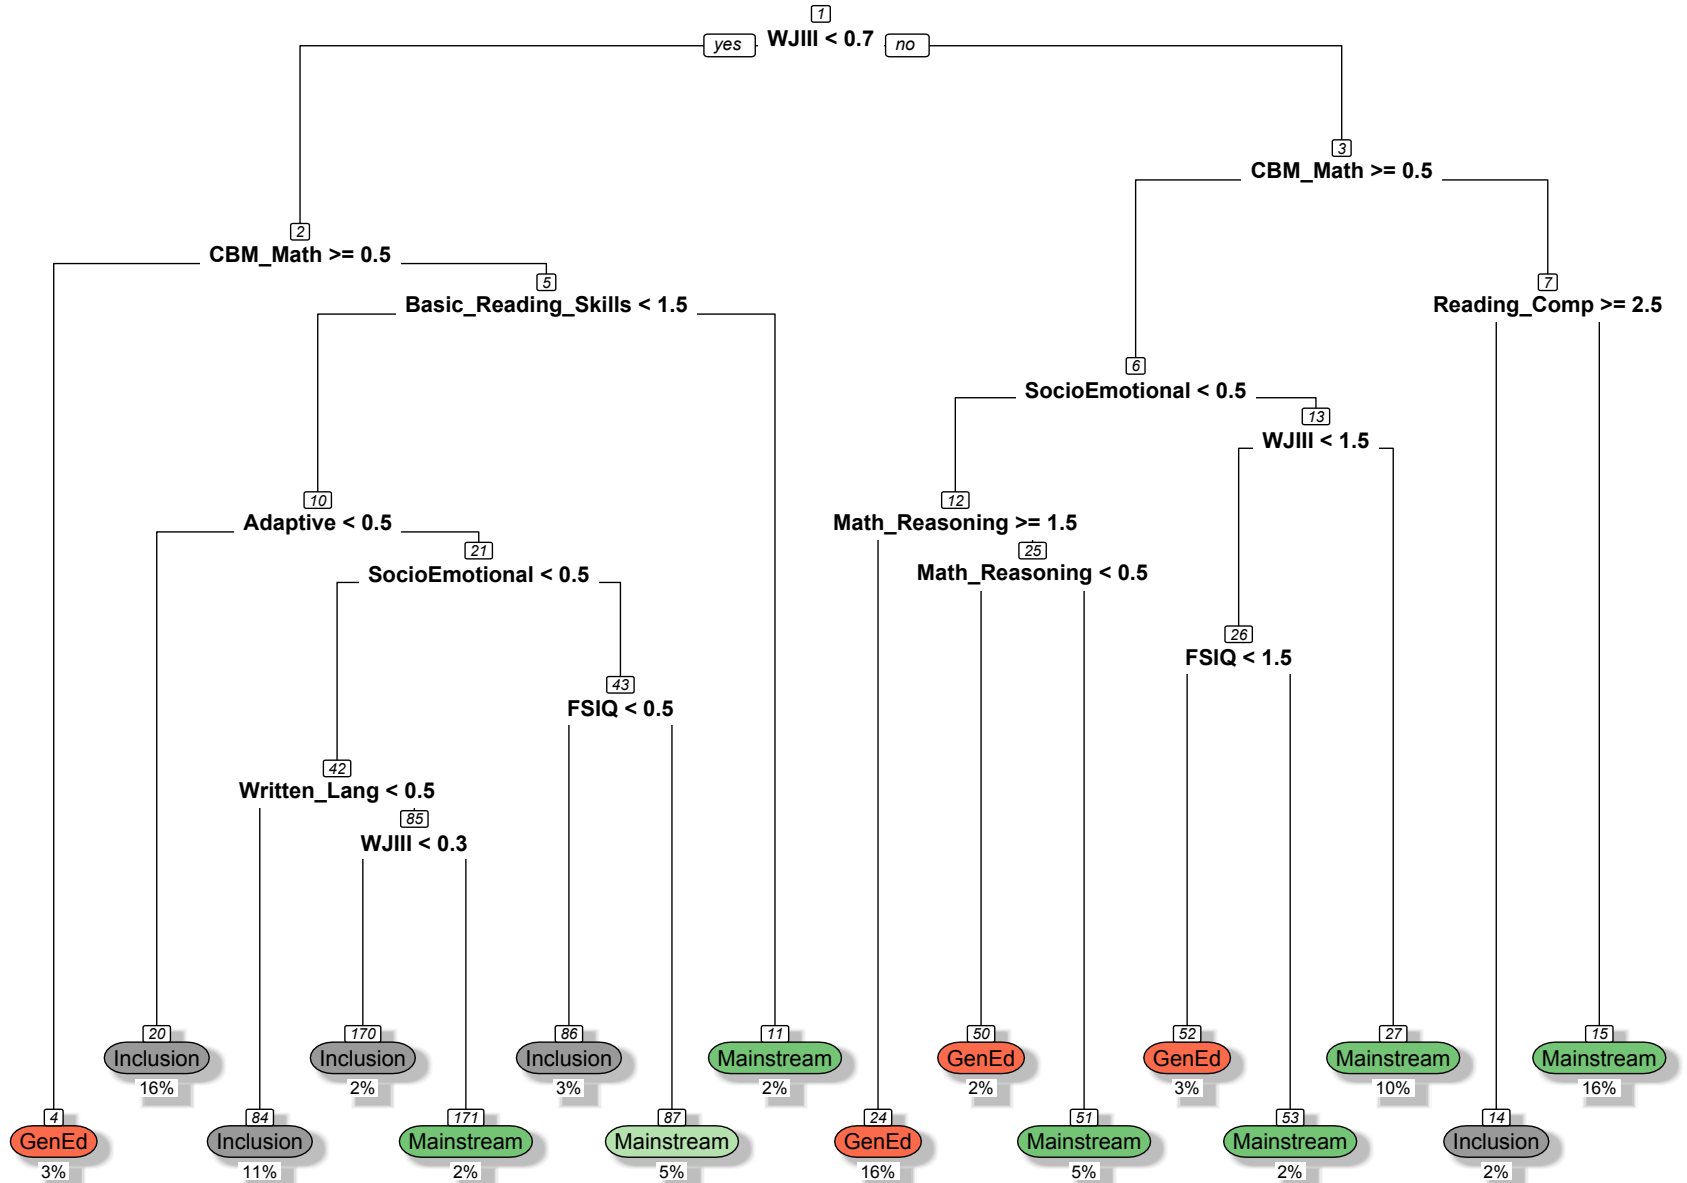 1
yes WJIII < 0.7 no
3
CBM_Math >= 0.5
2
CBM_Math >= 0.5
5
Basic_Reading_Skills < 1.5
7
Reading_Comp >= 2.5
6
SocioEmotional < 0.5
13
WJIII < 1.5
10
Adaptive < 0.5
12
Math_Reasoning >= 1.5
21
SocioEmotional < 0.5
25
Math_Reasoning < 0.5
26
FSIQ < 1.5
43
FSIQ < 0.5
42
Written_Lang < 0.5
85
WJIII < 0.3
20 170 86 11 50 52 27 15
Inclusion Inclusion Inclusion Mainstream GenEd GenEd Mainstream Mainstream
16% 2% 3% 2% 2% 3% 10% 16%
4 84 171 87 24 51 53 14
GenEd Inclusion Mainstream Mainstream GenEd Mainstream Mainstream Inclusion
3% 11% 2% 5% 16% 5% 2% 2%